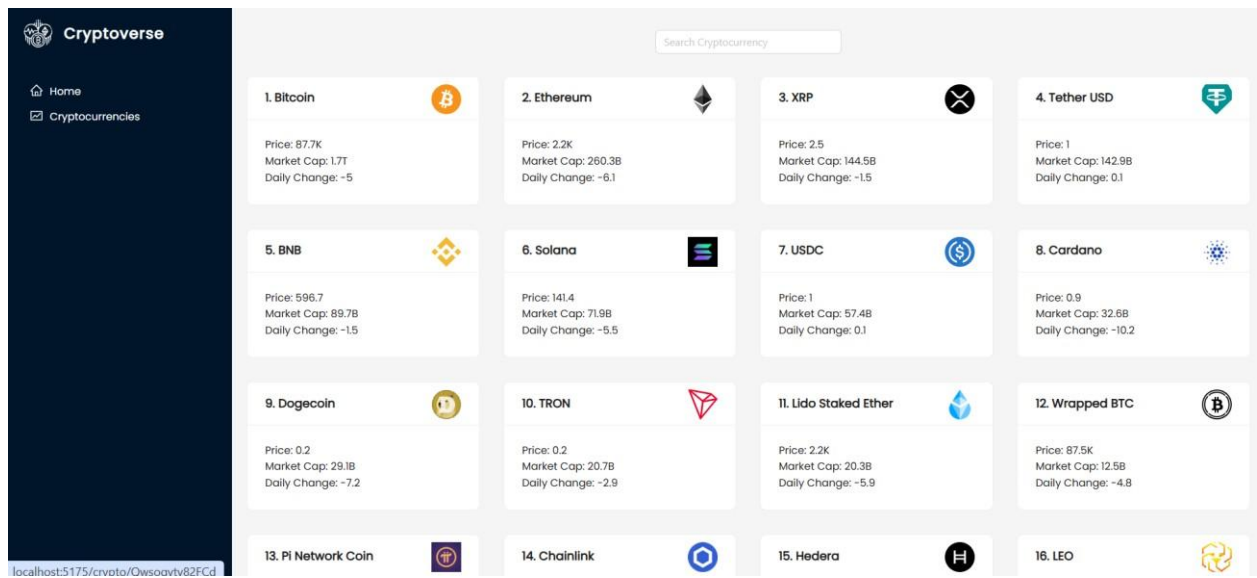 Cryptoverse
Search Cryptocurrency
Home
Cryptocurrencies
1. Bitcoin
Price: 87.7K
Market Cap: 1.7T
Daily Change: -5
2. Ethereum
Price: 2.2K
Market Cap: 260.3B
Daily Change: -6.1
3. XRP
Price: 2.5
Market Cap: 144.5B
Daily Change: -1.5
4. Tether USD
Price: 1
Market Cap: 142.9B
Daily Change: 0.1
5. BNB
Price: 596.7
Market Cap: 89.7B
Daily Change: -1.5
6. Solana
Price: 141.4
Market Cap: 71.9B
Daily Change: -5.5
7. USDC
Price: 1
Market Cap: 57.4B
Daily Change: 0.1
8. Cardano
Price: 0.9
Market Cap: 32.6B
Daily Change: -10.2
9. Dogecoin
Price: 0.2
Market Cap: 29.1B
Daily Change: -7.2
10. TRON
Price: 0.2
Market Cap: 20.7B
Daily Change: -2.9
11. Lido Staked Ether
Price: 2.2K
Market Cap: 20.3B
Daily Change: -5.9
12. Wrapped BTC
Price: 87.5K
Market Cap: 12.5B
Daily Change: -4.8
13. Pi Network Coin
14. Chainlink
15. Hedera
16. LEO